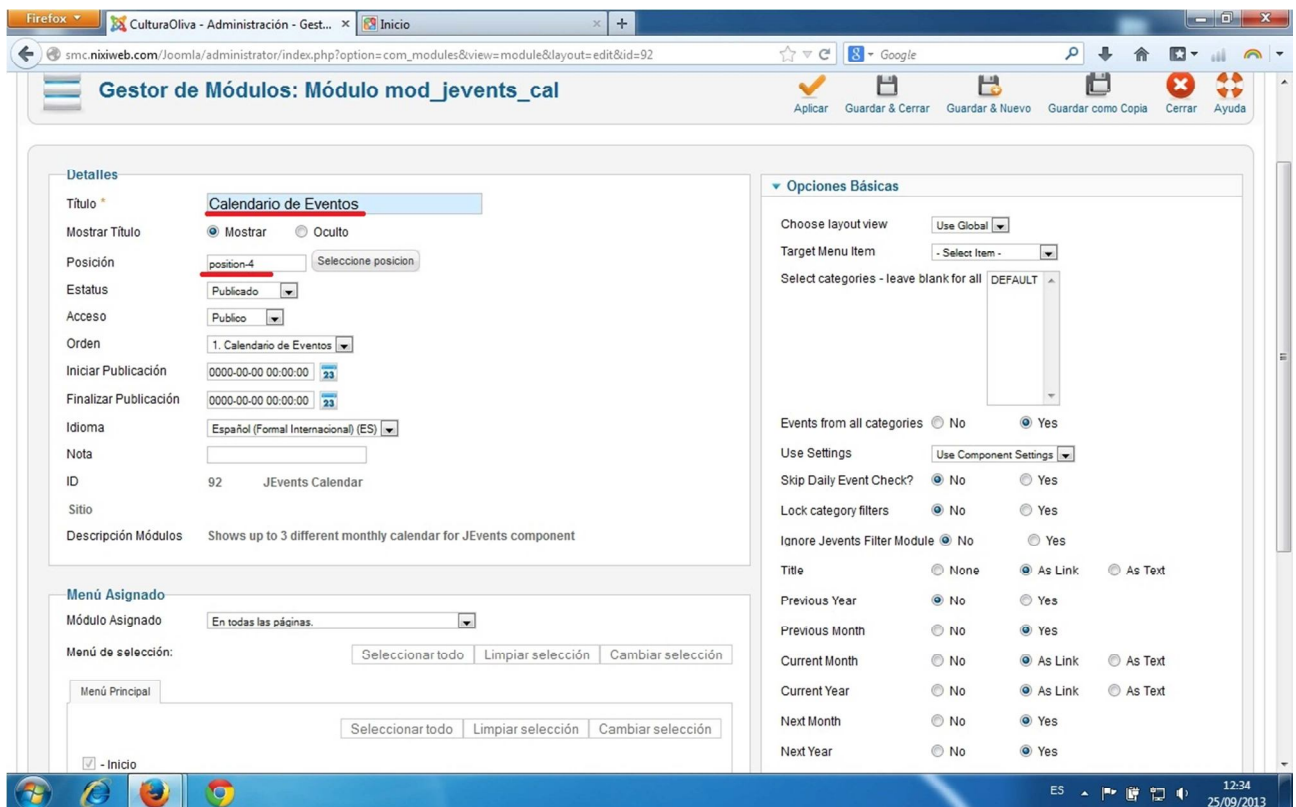 Firefox
CulturaOliva - Administración - Gest... × Inicio × +
smc.nixiweb.com/Joomla/administrator/index.php?option=com_modules&view=module&layout=edit&id=92 Google
Gestor de Módulos: Módulo mod_jevents_cal
Aplicar Guardar & Cerrar Guardar & Nuevo Guardar como Copia Cerrar Ayuda
Detalles
Título * Calendario de Eventos
Mostrar Título Mostrar Oculto
Posición position-4 Seleccione posicion
Estatus Publicado
Acceso Publico
Orden 1. Calendario de Eventos
Iniciar Publicación 0000-00-00 00:00:00 23
Finalizar Publicación 0000-00-00 00:00:00 23
Idioma Español (Formal Internacional) (ES)
Nota
ID 92 JEvents Calendar
Sitio
Descripción Módulos Shows up to 3 different monthly calendar for JEvents component
Menú Asignado
Módulo Asignado En todas las páginas.
Menú de selección: Seleccionar todo Limpiar selección Cambiar selección
Menú Principal
Seleccionar todo Limpiar selección Cambiar selección
- Inicio
Opciones Básicas
Choose layout view Use Global
Target Menu Item - Select Item -
Select categories - leave blank for all DEFAULT
Events from all categories No Yes
Use Settings Use Component Settings
Skip Daily Event Check? No Yes
Lock category filters No Yes
Ignore Jevents Filter Module No Yes
Title None As Link As Text
Previous Year No Yes
Previous Month No Yes
Current Month No As Link As Text
Current Year No As Link As Text
Next Month No Yes
Next Year No Yes
ES 12:34
25/09/2013